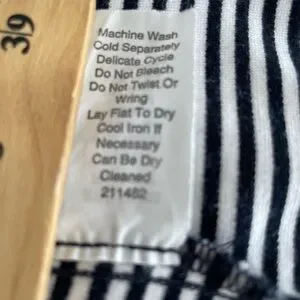 39
Machine Wash
Cold Separately
Delicate Cycle
Do Not Bleach
Do Not Twist Or
Wring
Lay Flat To Dry
Cool Iron If
Necessary
Can Be Dry
Cleaned
211482